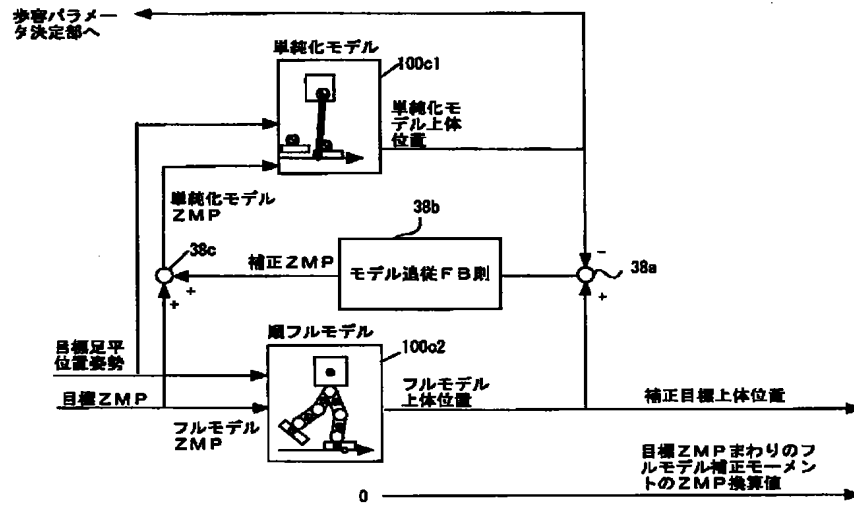 歩容パラメー
タ決定部へ
単純化モデル
100c1
単純化モ
デル上体
位置
単純化モデル
ZMP
38b
38c
補正ZMP
モデル追従FB則
-
38a
+
+
+
順フルモデル
目標足平
位置姿勢
100c2
フルモデル
上体位置
補正目標上体位置
目標ZMP
フルモデル
ZMP
目標ZMPまわりのフ
ルモデル補正モーメン
トのZMP換算値
0